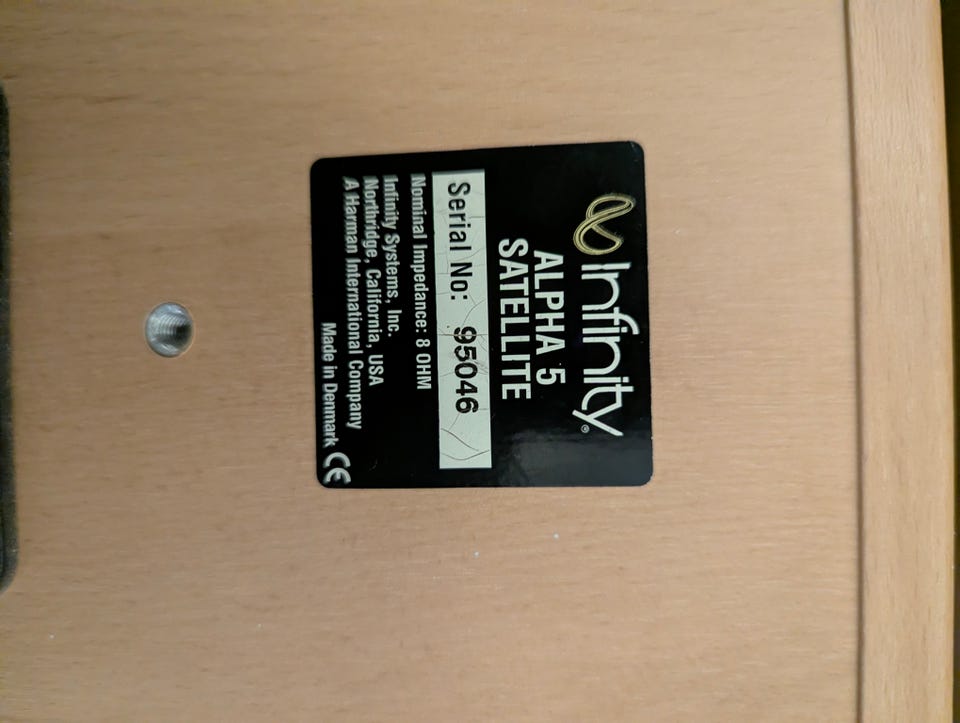 Infinity®
ALPHA 5
SATELLITE
Serial No: 95046
Nominal Impedance: 8 OHM
Infinity Systems, Inc.
Northridge, California, USA
A Harman International Company
Made in Denmark CE